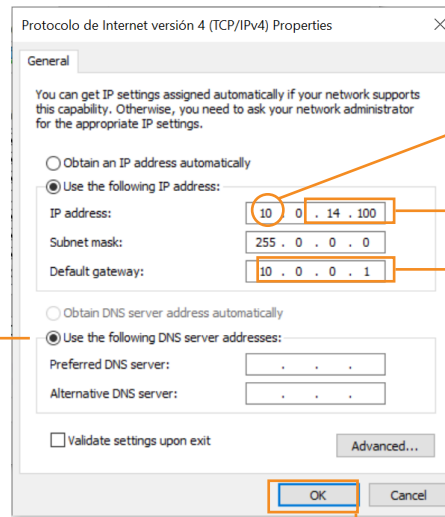 Protocolo de Internet versión 4 (TCP/IPv4) Properties
General
You can get IP settings assigned automatically if your network supports
this capability. Otherwise, you need to ask your network administrator
for the appropriate IP settings.
Obtain an IP address automatically
Use the following IP address:
IP address: 10 . 0 . 14 . 100
Subnet mask: 255 . 0 . 0 . 0
Default gateway: 10 . 0 . 0 . 1
Obtain DNS server address automatically
Use the following DNS server addresses:
Preferred DNS server: . . .
Alternative DNS server: . . .
Validate settings upon exit
Advanced...
OK Cancel